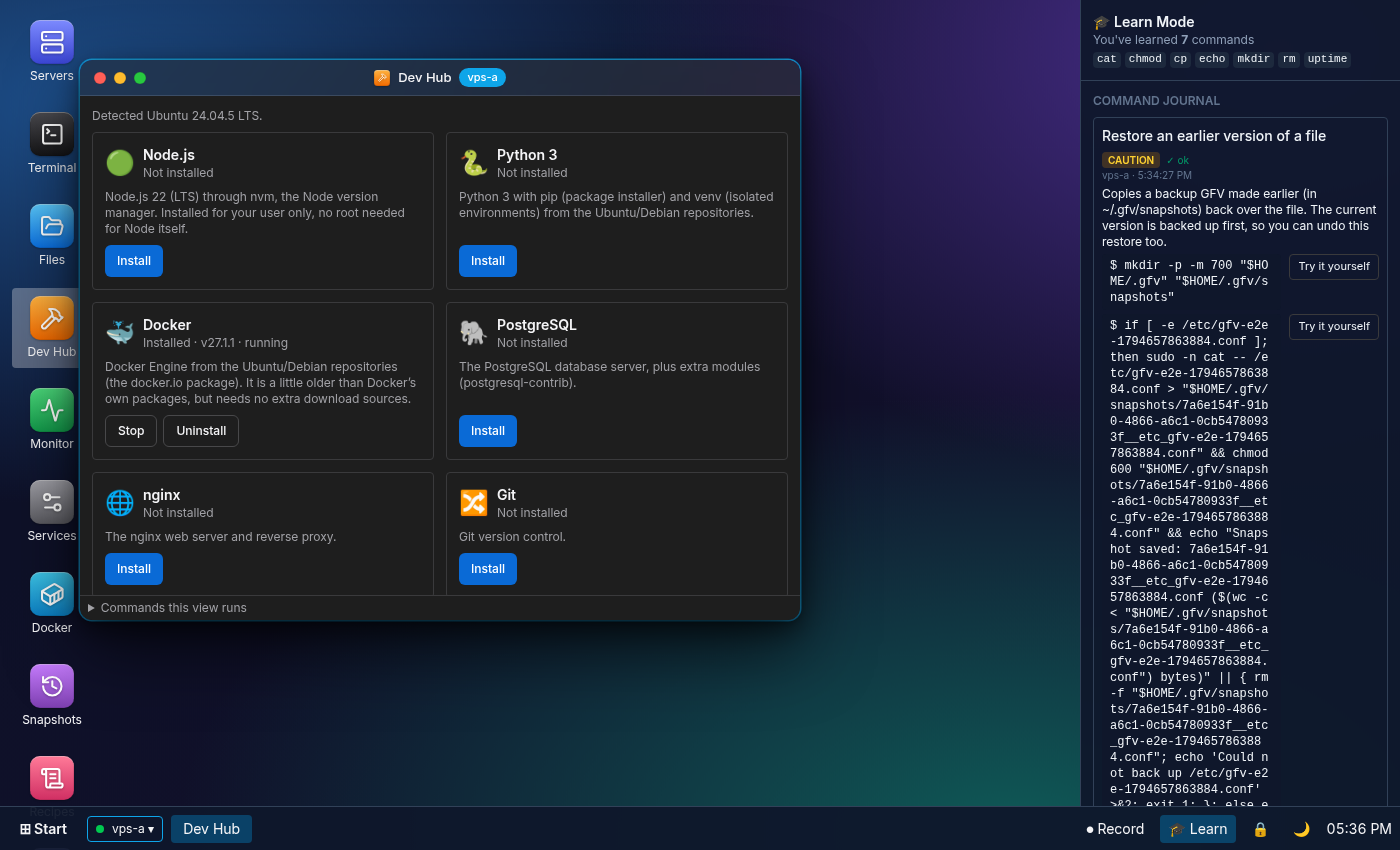 Servers
Terminal
Files
Dev Hub
Monitor
Services
Docker
Snapshots
Recipes
Dev Hub vps-a
Detected Ubuntu 24.04.5 LTS.
Node.js
Not installed
Node.js 22 (LTS) through nvm, the Node version
manager. Installed for your user only, no root needed
for Node itself.
Install
Python 3
Not installed
Python 3 with pip (package installer) and venv (isolated
environments) from the Ubuntu/Debian repositories.
Install
Docker
Installed · v27.1.1 · running
Docker Engine from the Ubuntu/Debian repositories
(the docker.io package). It is a little older than Docker's
own packages, but needs no extra download sources.
Stop Uninstall
PostgreSQL
Not installed
The PostgreSQL database server, plus extra modules
(postgresql-contrib).
Install
nginx
Not installed
The nginx web server and reverse proxy.
Install
Git
Not installed
Git version control.
Install
Commands this view runs
Learn Mode
You've learned 7 commands
cat chmod cp echo mkdir rm uptime
COMMAND JOURNAL
Restore an earlier version of a file
CAUTION ✓ ok
vps-a · 5:34:27 PM
Copies a backup GFV made earlier (in
~/.gfv/snapshots) back over the file. The current
version is backed up first, so you can undo this
restore too.
$ mkdir -p -m 700 "$HO
ME/.gfv" "$HOME/.gfv/s
napshots"
Try it yourself
$ if [ -e /etc/gfv-e2e
-1794657863884.conf ];
then sudo -n cat -- /e
tc/gfv-e2e-17946578638
84.conf > "$HOME/.gfv/
snapshots/7a6e154f-91b
0-4866-a6c1-0cb5478093
3f__etc_gfv-e2e-179465
7863884.conf" && chmod
600 "$HOME/.gfv/snapsh
ots/7a6e154f-91b0-4866
-a6c1-0cb54780933f__et
c_gfv-e2e-179465786388
4.conf" && echo "Snaps
hot saved: 7a6e154f-91
b0-4866-a6c1-0cb547809
33f__etc_gfv-e2e-17946
57863884.conf ($(wc -c
< "$HOME/.gfv/snapshot
s/7a6e154f-91b0-4866-a
6c1-0cb54780933f__etc_
gfv-e2e-1794657863884.
conf") bytes)" || { rm
-f "$HOME/.gfv/snapsho
ts/7a6e154f-91b0-4866-
a6c1-0cb54780933f__etc
_gfv-e2e-179465786388
4.conf"; echo 'Could n
ot back up /etc/gfv-e2
e-1794657863884.conf'
>&2; exit 1; }; else e
Try it yourself
Start
vps-a ▾
Dev Hub
● Record
Learn
05:36 PM